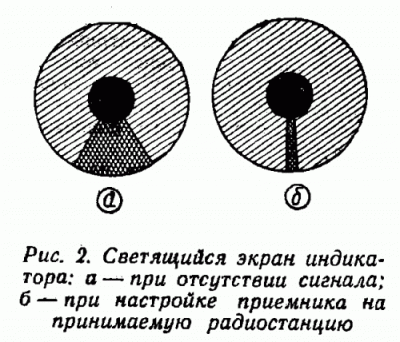 а б
Рис. 2. Светящийся экран индика-
тора: а — при отсутствии сигнала;
б — при настройке приемника на
принимаемую радиостанцию